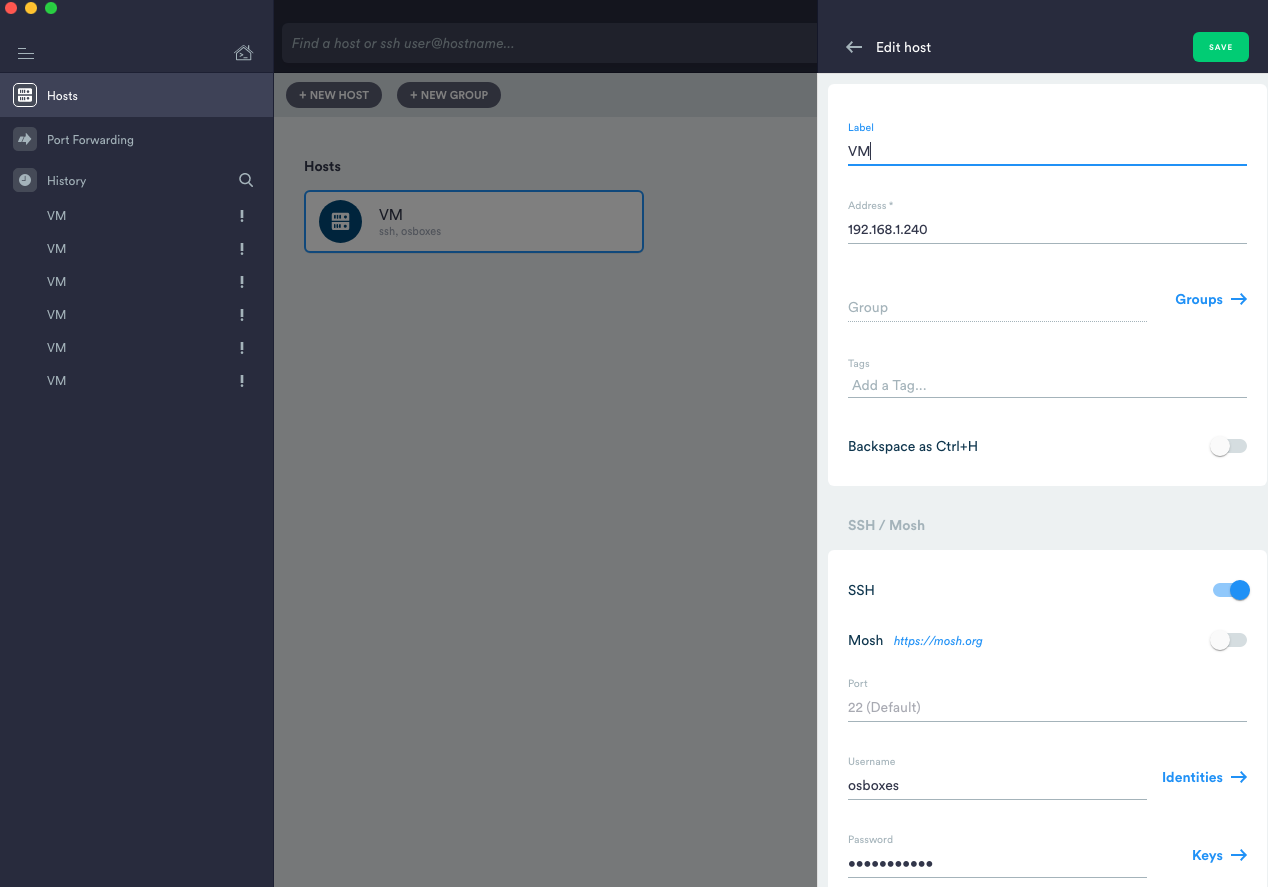 Find a host or ssh user@hostname...
Edit host
SAVE
Hosts
+ NEW HOST
+ NEW GROUP
Port Forwarding
History
VM !
VM !
VM !
VM !
VM !
VM !
Hosts
VM
ssh, osboxes
Label
VM
Address *
192.168.1.240
Group
Groups →
Tags
Add a Tag...
Backspace as Ctrl+H
SSH / Mosh
SSH
Mosh https://mosh.org
Port
22 (Default)
Username
osboxes
Identities →
Password
●●●●●●●●●●●
Keys →